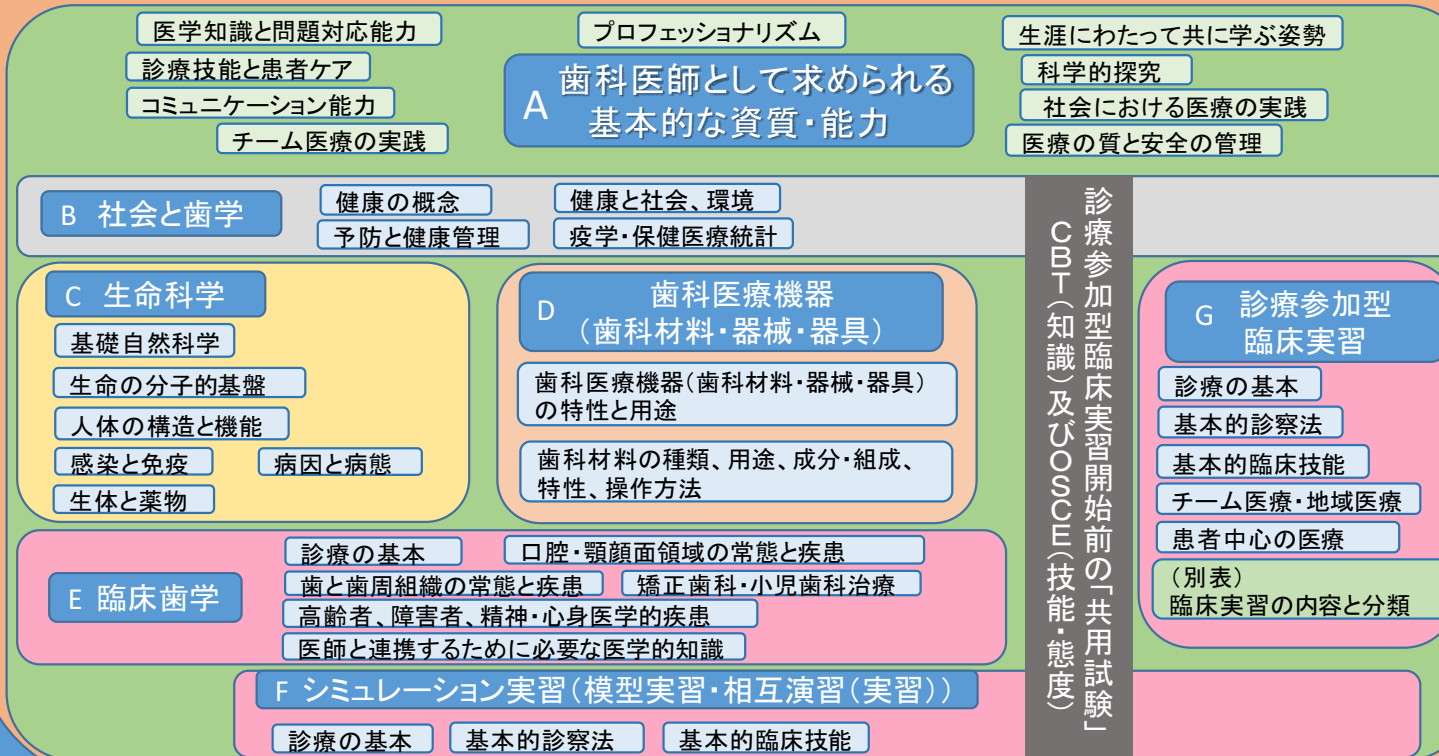 医学知識と問題対応能力
診療技能と患者ケア
コミュニケーション能力
チーム医療の実践
プロフェッショナリズム
A 歯科医師として求められる
基本的な資質・能力
生涯にわたって共に学ぶ姿勢
科学的探究
社会における医療の実践
医療の質と安全の管理
B 社会と歯学
健康の概念
健康と社会、環境
予防と健康管理
疫学・保健医療統計
C 生命科学
基礎自然科学
生命の分子的基盤
人体の構造と機能
感染と免疫
病因と病態
生体と薬物
D 歯科医療機器
(歯科材料・器械・器具)
歯科医療機器(歯科材料・器械・器具)
の特性と用途
歯科材料の種類、用途、成分・組成、
特性、操作方法
E 臨床歯学
診療の基本
口腔・顎顔面領域の常態と疾患
歯と歯周組織の常態と疾患
矯正歯科・小児歯科治療
高齢者、障害者、精神・心身医学的疾患
医師と連携するために必要な医学的知識
F シミュレーション実習(模型実習・相互演習(実習))
診療の基本
基本的診察法
基本的臨床技能
診療参加型臨床実習開始前の「共用試験」
CBT(知識)及びOSCE(技能・態度)
G 診療参加型
臨床実習
診療の基本
基本的診察法
基本的臨床技能
チーム医療・地域医療
患者中心の医療
(別表)
臨床実習の内容と分類